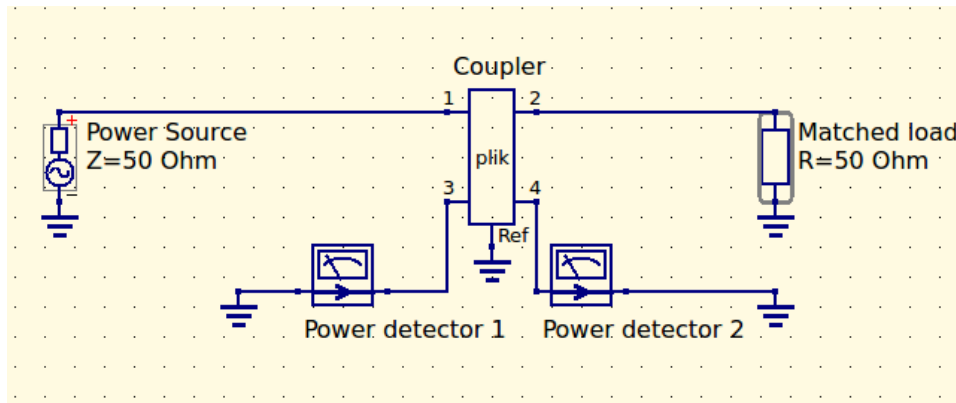 Coupler
1 2
+
Power Source
Z=50 Ohm
−
plik
Matched load
R=50 Ohm
3 4
Ref
Power detector 1
Power detector 2